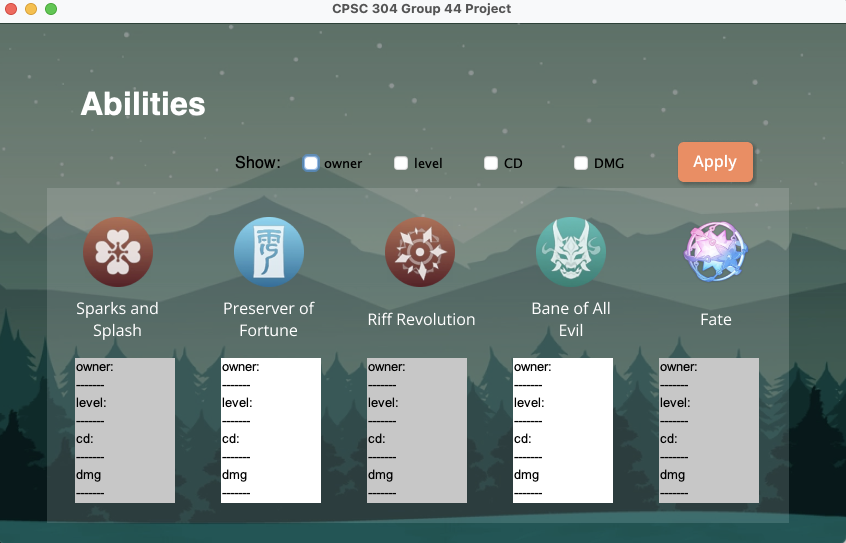 CPSC 304 Group 44 Project
Abilities
Show: owner level CD DMG Apply
Sparks and Splash
Preserver of Fortune
Riff Revolution
Bane of All Evil
Fate
owner:
-------
level:
-------
cd:
-------
dmg
-------
owner:
-------
level:
-------
cd:
-------
dmg
-------
owner:
-------
level:
-------
cd:
-------
dmg
-------
owner:
-------
level:
-------
cd:
-------
dmg
-------
owner:
-------
level:
-------
cd:
-------
dmg
-------